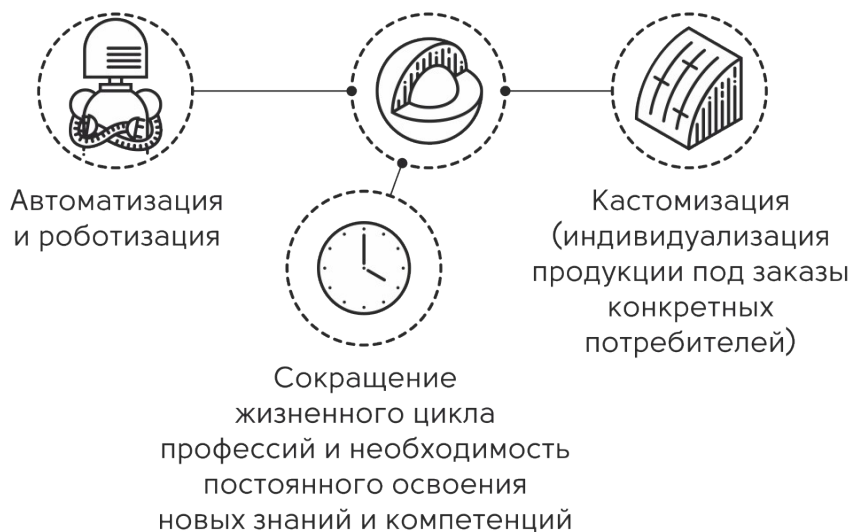 Автоматизация
и роботизация
Кастомизация
(индивидуализация
продукции под заказы
конкретных
потребителей)
Сокращение
жизненного цикла
профессий и необходимость
постоянного освоения
новых знаний и компетенций